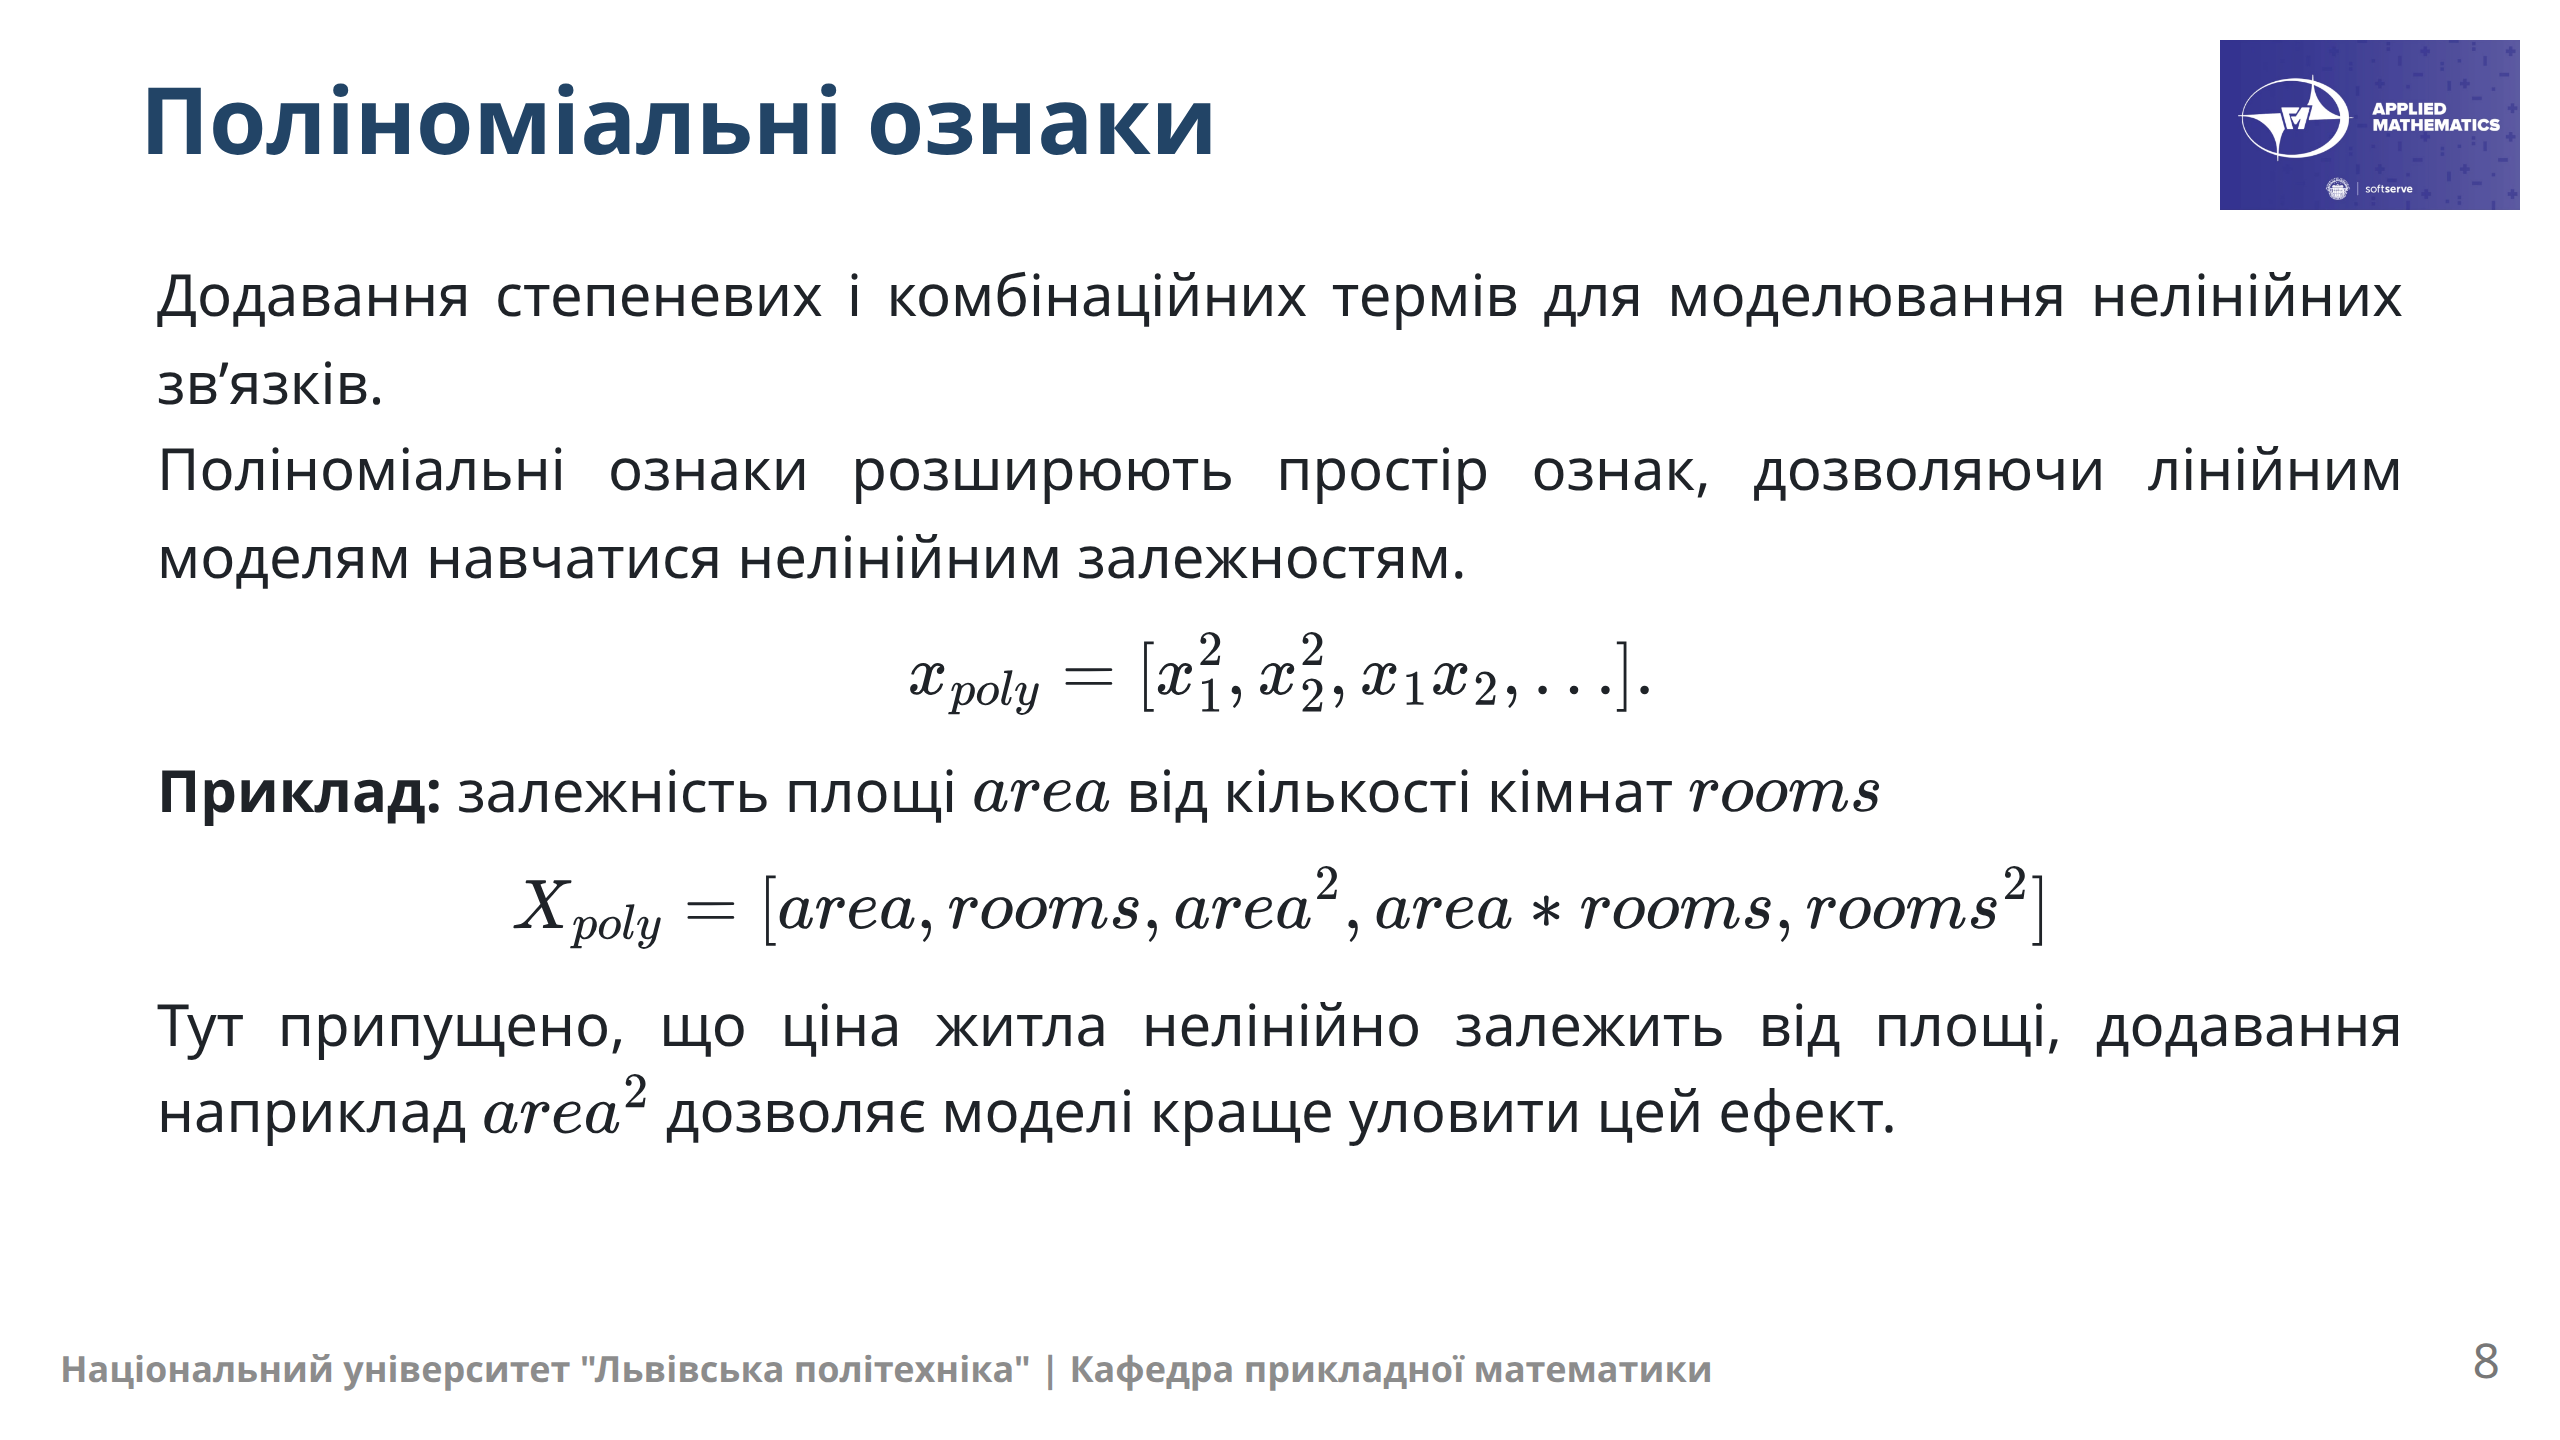 Поліноміальні ознаки
APPLIED
MATHEMATICS
softserve
Додавання степеневих і комбінаційних термів для моделювання нелінійних
зв’язків.
Поліноміальні ознаки розширюють простір ознак, дозволяючи лінійним
моделям навчатися нелінійним залежностям.
$x_{poly} = [x_1^2, x_2^2, x_1x_2, \dots].$
Приклад: залежність площі $area$ від кількості кімнат $rooms$
$X_{poly} = [area, rooms, area^2, area * rooms, rooms^2]$
Тут припущено, що ціна житла нелінійно залежить від площі, додавання
наприклад $area^2$ дозволяє моделі краще уловити цей ефект.
Національний університет "Львівська політехніка" | Кафедра прикладної математики
8